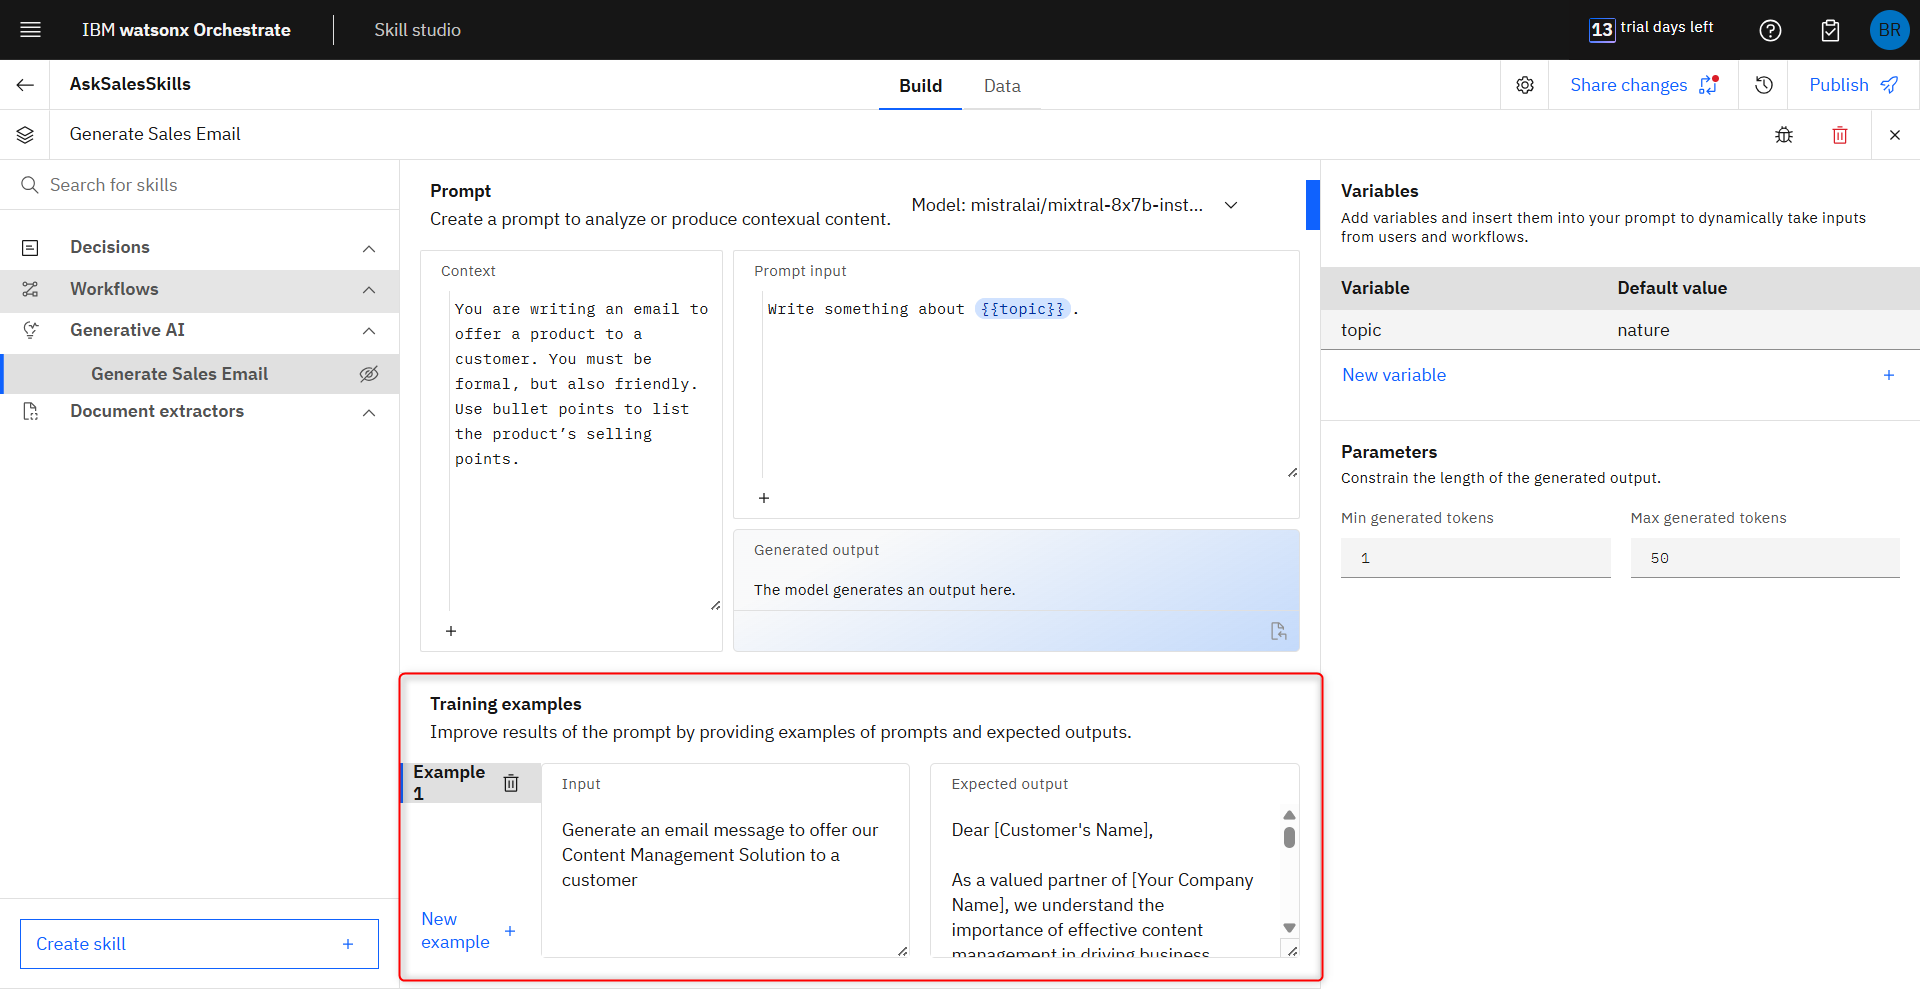 IBM watsonx Orchestrate
Skill studio
13 trial days left
BR
AskSalesSkills
Build
Data
Share changes
Publish
Generate Sales Email
Search for skills
Decisions
Workflows
Generative AI
Generate Sales Email
Document extractors
Create skill
Prompt
Create a prompt to analyze or produce contexual content.
Model: mistralai/mixtral-8x7b-inst...
Context
You are writing an email to
offer a product to a
customer. You must be
formal, but also friendly.
Use bullet points to list
the product’s selling
points.
Prompt input
Write something about {{topic}}.
Generated output
The model generates an output here.
Training examples
Improve results of the prompt by providing examples of prompts and expected outputs.
Example
1
New
example
Input
Generate an email message to offer our
Content Management Solution to a
customer
Expected output
Dear [Customer's Name],
As a valued partner of [Your Company
Name], we understand the
importance of effective content
management in driving business
Variables
Add variables and insert them into your prompt to dynamically take inputs
from users and workflows.
Variable
Default value
topic
nature
New variable
Parameters
Constrain the length of the generated output.
Min generated tokens
Max generated tokens
1
50